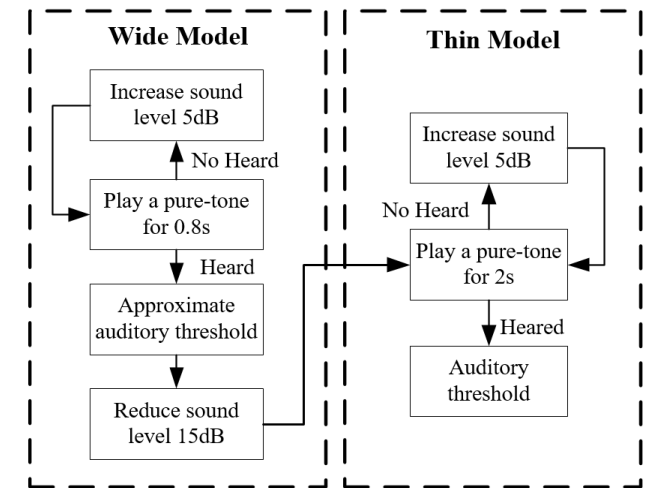 Wide Model
Increase sound
level 5dB
No Heard
Play a pure-tone
for 0.8s
Heard
Approximate
auditory threshold
Reduce sound
level 15dB
Thin Model
Increase sound
level 5dB
No Heard
Play a pure-tone
for 2s
Heared
Auditory
threshold